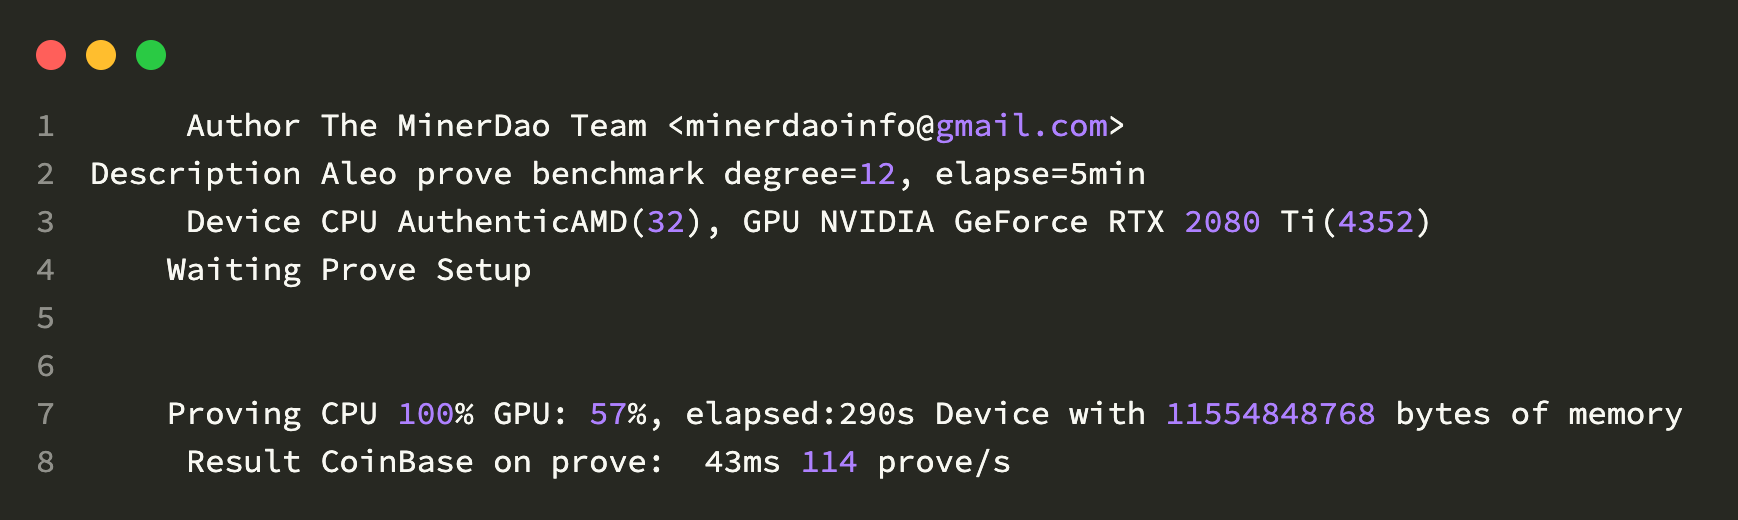 1 Author The MinerDao Team <minerdaoinfo@gmail.com>
2 Description Aleo prove benchmark degree=12, elapse=5min
3 Device CPU AuthenticAMD(32), GPU NVIDIA GeForce RTX 2080 Ti(4352)
4 Waiting Prove Setup
5
6
7 Proving CPU 100% GPU: 57%, elapsed:290s Device with 11554848768 bytes of memory
8 Result CoinBase on prove:  43ms 114 prove/s